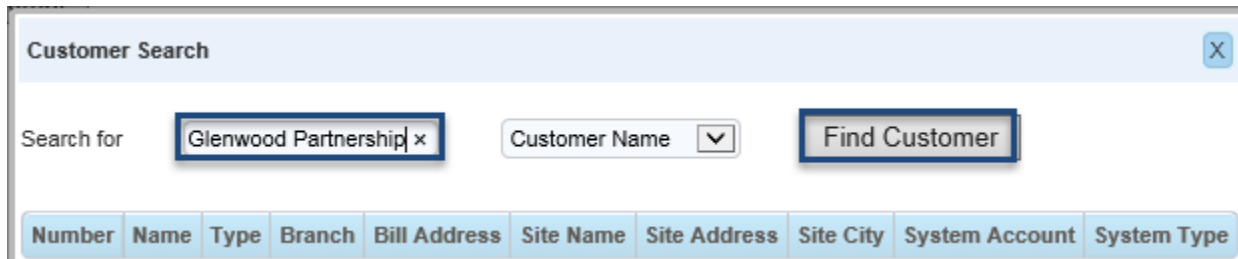 Customer Search X
Search for Glenwood Partnership × Customer Name Find Customer
Number Name Type Branch Bill Address Site Name Site Address Site City System Account System Type